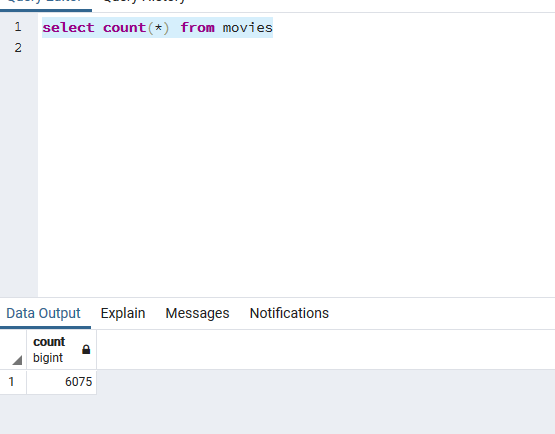 Query Editor Query History
1 select count(*) from movies
2
Data Output Explain Messages Notifications
count
bigint
1 6075